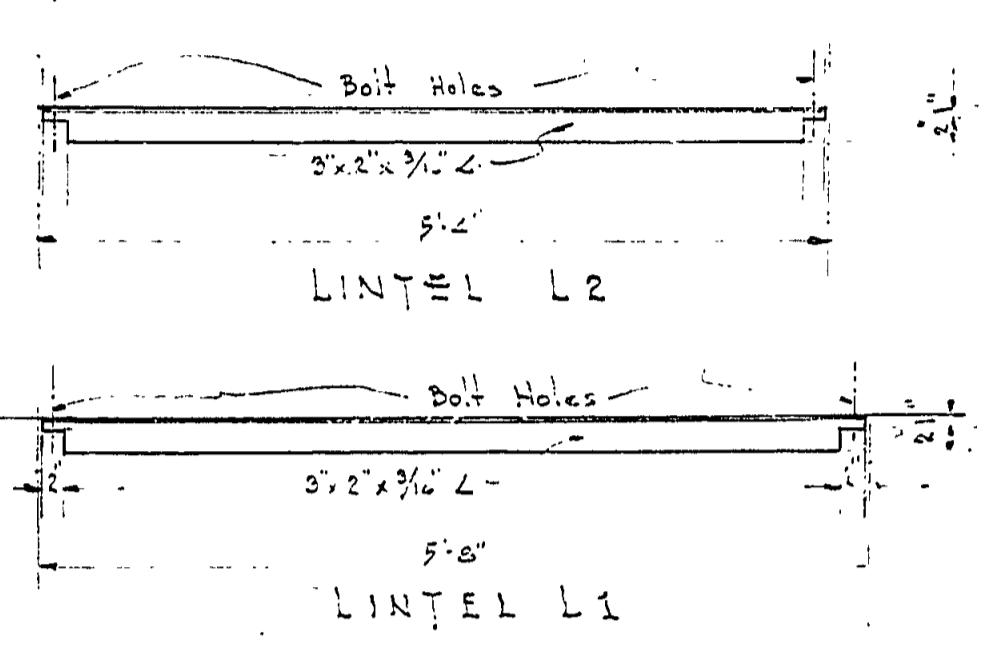 Bolt Holes
3" x 2" x 3/16" ∠
LINTEL L2
Bolt Holes
2"
3" x 2" x 3/16" ∠
5'-8"
LINTEL L1